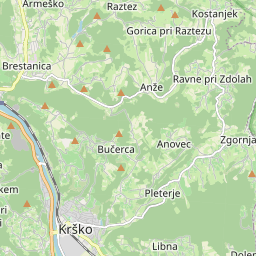 Armeško
Raztez
Kostanjek
Gorica pri Raztezu
Brestanica
Anže
Ravne pri Zdolah
Zgornja
Anovec
Bučerca
Pleterje
Krško
Libna